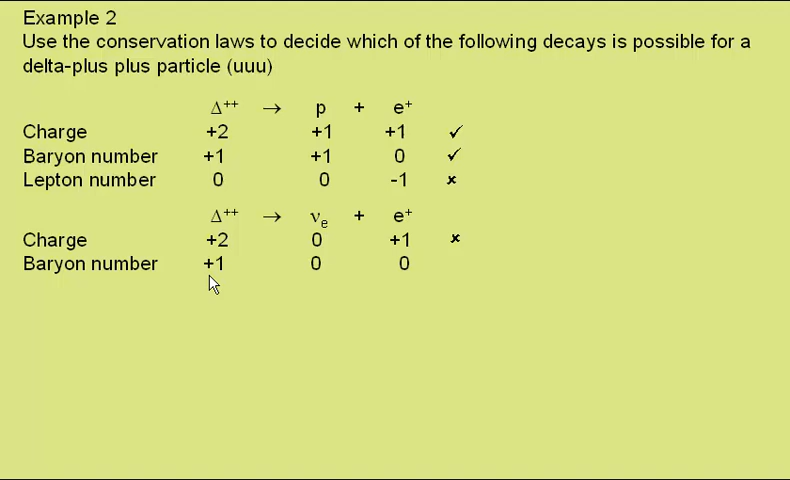 Example 2
Use the conservation laws to decide which of the following decays is possible for a
delta-plus plus particle (uuu)
Δ⁺⁺ → p + e⁺
Charge +2 +1 +1 ✓
Baryon number +1 +1 0 ✓
Lepton number 0 0 -1 ×
Δ⁺⁺ → νₑ + e⁺
Charge +2 0 +1 ×
Baryon number +1 0 0